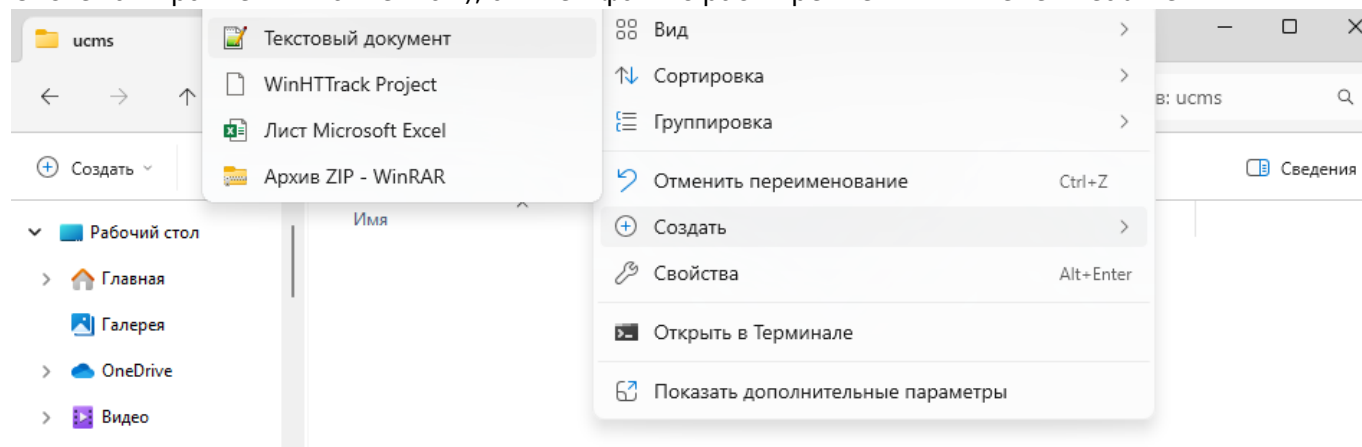 ucms
Текстовый документ
WinHTTrack Project
Лист Microsoft Excel
Архив ZIP - WinRAR
Вид
Сортировка
Группировка
Отменить переименование Ctrl+Z
Создать
Свойства Alt+Enter
Открыть в Терминале
Показать дополнительные параметры
в: ucms
Создать
Сведения
Имя
Рабочий стол
Главная
Галерея
OneDrive
Видео